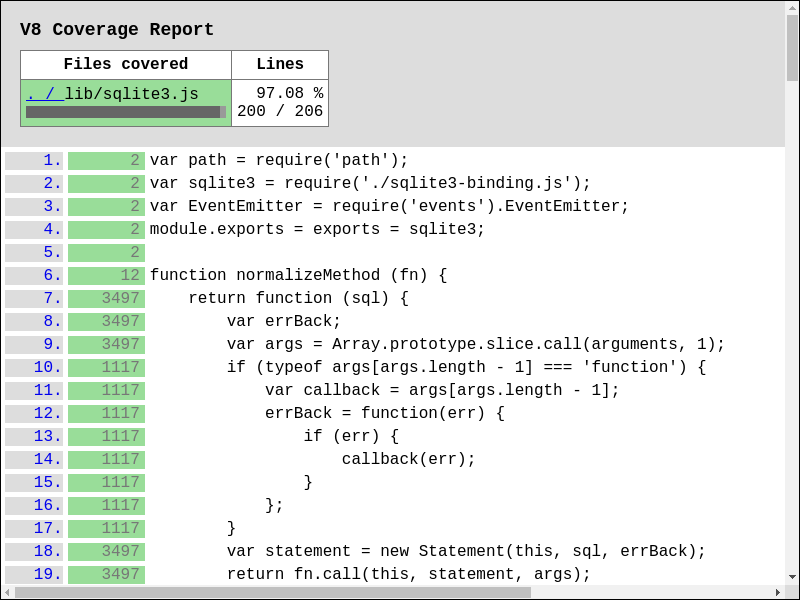 V8 Coverage Report
Files covered Lines
. / lib/sqlite3.js 97.08 %
200 / 206
1. 2 var path = require('path');
2. 2 var sqlite3 = require('./sqlite3-binding.js');
3. 2 var EventEmitter = require('events').EventEmitter;
4. 2 module.exports = exports = sqlite3;
5. 2
6. 12 function normalizeMethod (fn) {
7. 3497     return function (sql) {
8. 3497         var errBack;
9. 3497         var args = Array.prototype.slice.call(arguments, 1);
10. 1117         if (typeof args[args.length - 1] === 'function') {
11. 1117             var callback = args[args.length - 1];
12. 1117             errBack = function(err) {
13. 1117                 if (err) {
14. 1117                     callback(err);
15. 1117                 }
16. 1117             };
17. 1117         }
18. 3497         var statement = new Statement(this, sql, errBack);
19. 3497         return fn.call(this, statement, args);